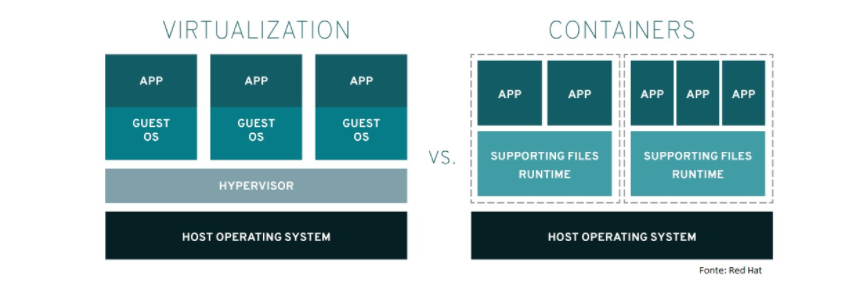 VIRTUALIZATION
APP
GUEST
OS
APP
GUEST
OS
APP
GUEST
OS
HYPERVISOR
HOST OPERATING SYSTEM
VS.
CONTAINERS
APP
APP
SUPPORTING FILES
RUNTIME
APP
APP
APP
SUPPORTING FILES
RUNTIME
HOST OPERATING SYSTEM
Fonte: Red Hat